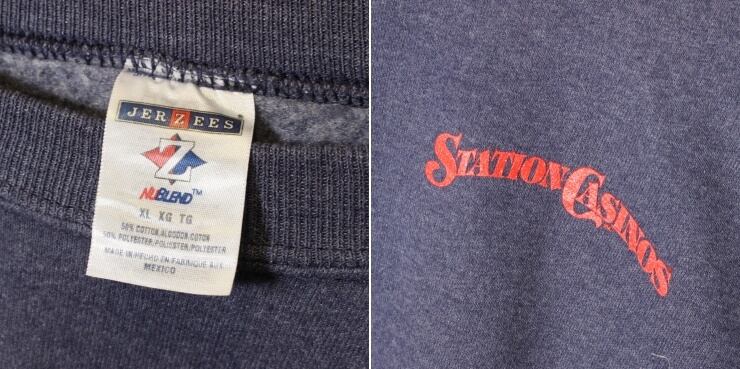 JERZEES
Z
NUBLEND™
XL XG TG
50% COTTON.ALGODON.COTON
50% POLYESTER.POLIESTER.POLYESTER
MADE IN/HECHO EN/FABRIQUE AUX
MEXICO
STATION CASINOS